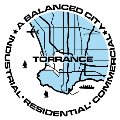 A BALANCED CITY
TORRANCE
INDUSTRIAL · RESIDENTIAL · COMMERCIAL